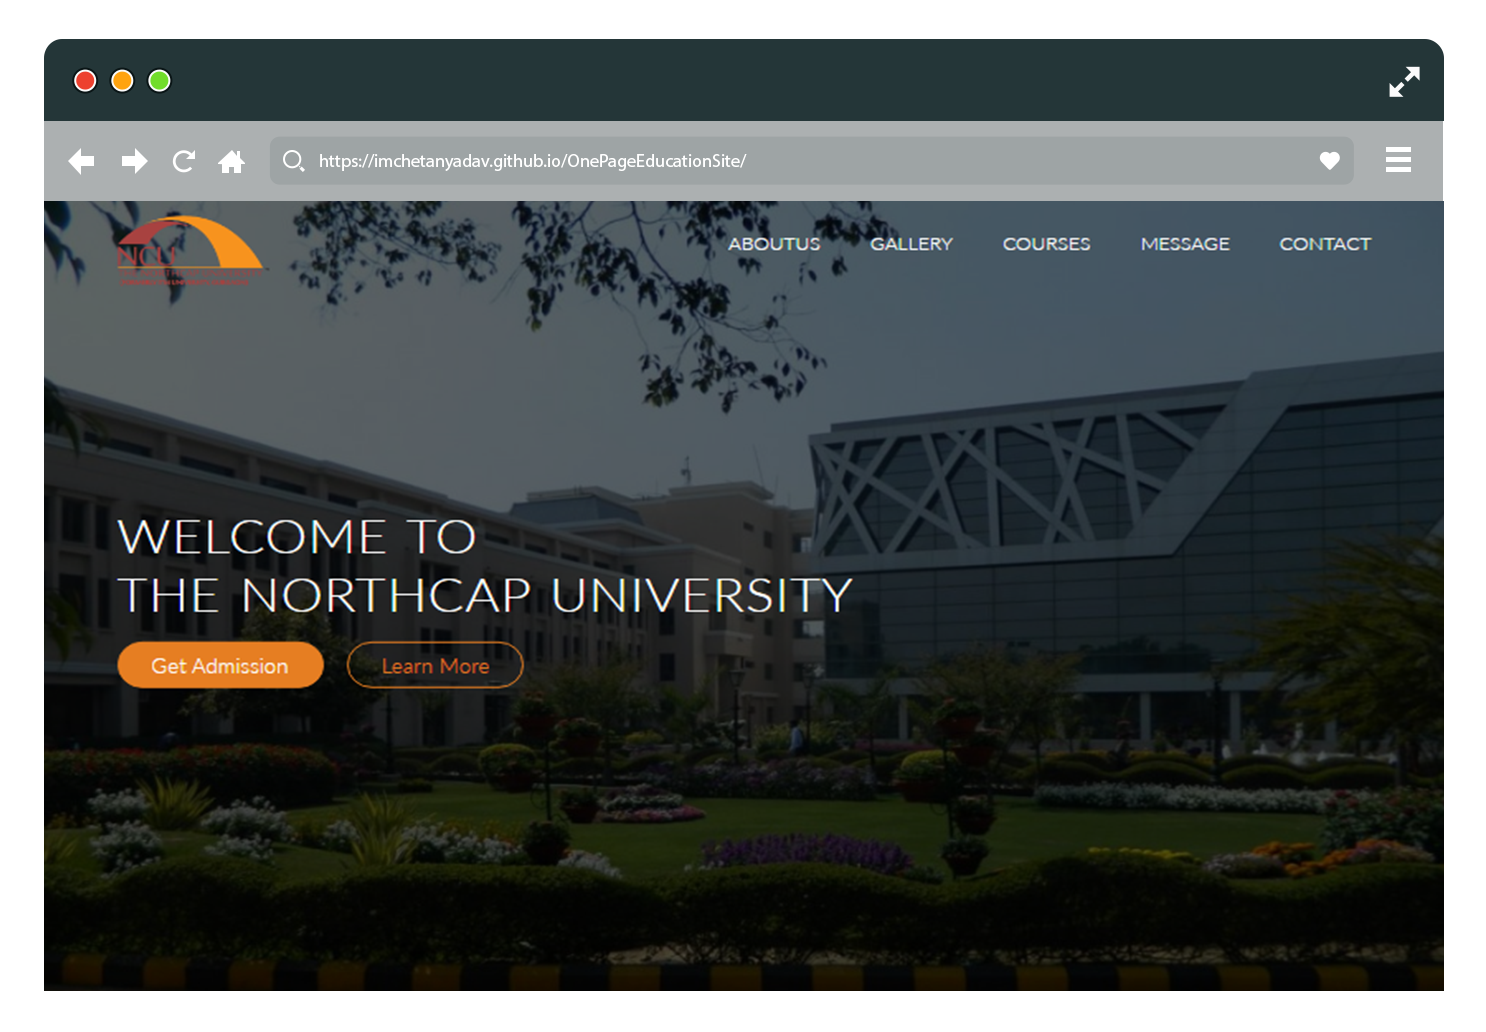 https://imchetanyadav.github.io/OnePageEducationSite/
NCU
ABOUTUS GALLERY COURSES MESSAGE CONTACT
WELCOME TO
THE NORTHCAP UNIVERSITY
Get Admission Learn More